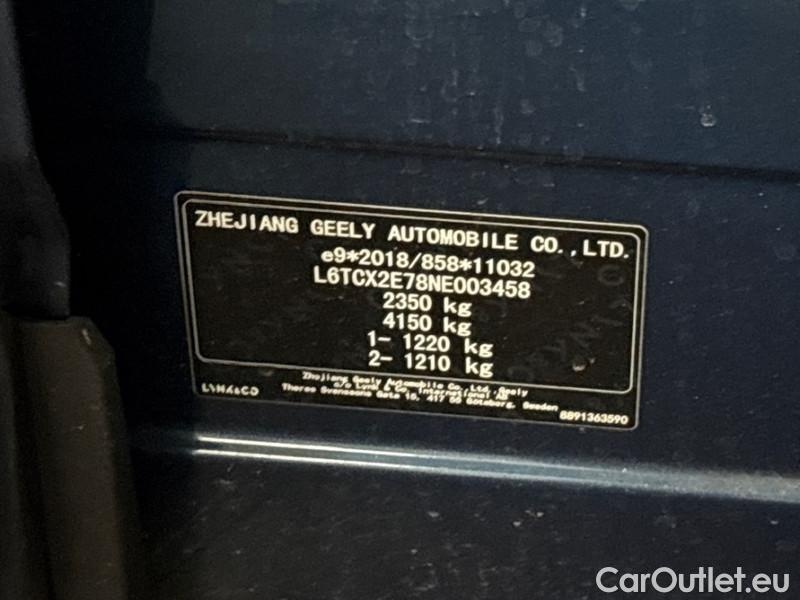 ZHEJIANG GEELY AUTOMOBILE CO.,LTD.
e9*2018/858*11032
L6TCX2E78NE003458
2350 kg
4150 kg
1- 1220 kg
2- 1210 kg
Zhejiang Geely Automobile Co. Ltd. Geely
c/o Lynk & Co. International AB
Theres Svenssons Gata 15, 417 55 Göteborg, Sweden
LYNK&CO
8891363590
CarOutlet.eu